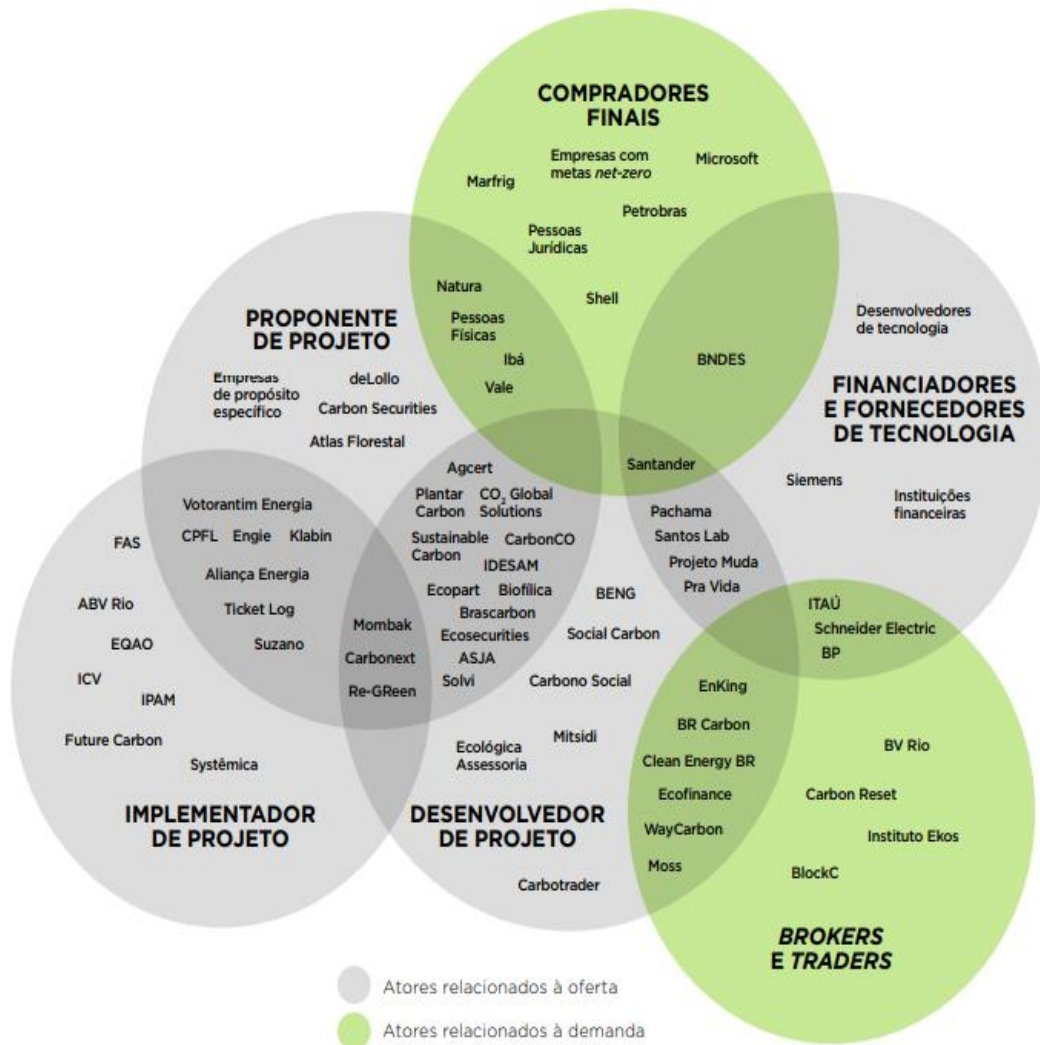 COMPRADORES
FINAIS
Empresas com
metas net-zero
Microsoft
Marfrig
Petrobras
Pessoas
Jurídicas
Natura
Shell
Pessoas
Físicas
Ibá
Vale
BNDES
PROPONENTE
DE PROJETO
Empresas
de propósito
específico
deLollo
Carbon Securities
Atlas Florestal
Desenvolvedores
de tecnologia
FINANCIADORES
E FORNECEDORES
DE TECNOLOGIA
Siemens
Instituições
financeiras
Santander
Pachama
Santos Lab
Projeto Muda
Pra Vida
Agcert
Plantar
Carbon
CO₂ Global
Solutions
Sustainable
Carbon
CarbonCO
IDESAM
Ecopart
Biofílica
Brascarbon
Ecosecurities
ASJA
Solvi
Votorantim Energia
CPFL
Engie
Klabin
Aliança Energia
Ticket Log
Suzano
Mombak
Carbonext
Re-GReen
FAS
ABV Rio
EQAO
ICV
IPAM
Future Carbon
Systêmica
IMPLEMENTADOR
DE PROJETO
BENG
Social Carbon
Carbono Social
Mitsidi
Ecológica
Assessoria
DESENVOLVEDOR
DE PROJETO
Carbotrader
ITAÚ
Schneider Electric
BP
EnKing
BR Carbon
Clean Energy BR
Ecofinance
WayCarbon
Moss
BV Rio
Carbon Reset
Instituto Ekos
BlockC
BROKERS
E TRADERS
Atores relacionados à oferta
Atores relacionados à demanda